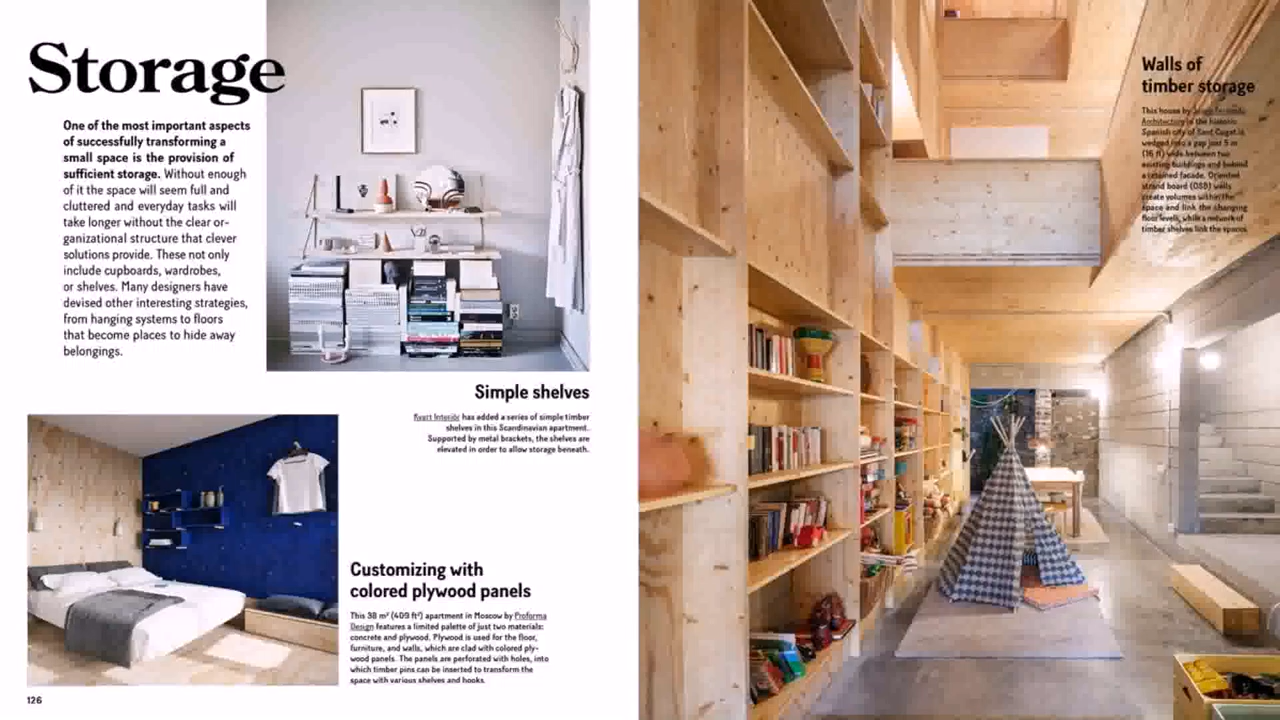 Storage
One of the most important aspects
of successfully transforming a
small space is the provision of
sufficient storage. Without enough
of it the space will seem full and
cluttered and everyday tasks will
take longer without the clear or-
ganizational structure that clever
solutions provide. These not only
include cupboards, wardrobes,
or shelves. Many designers have
devised other interesting strategies,
from hanging systems to floors
that become places to hide away
belongings.
Simple shelves
has added a series of simple timber
shelves in this Scandinavian apartment.
Supported by metal brackets, the shelves are
elevated in order to allow storage beneath.
Customizing with
colored plywood panels
This 38 m² (409 ft²) apartment in Moscow by Proforma
Design features a limited palette of just two materials:
concrete and plywood. Plywood is used for the floor,
furniture, and walls, which are clad with colored ply-
wood panels. The panels are perforated with holes, into
which timber pins can be inserted to transform the
space with various shelves and hooks.
126
Walls of
timber storage
This house by
Architecture in the historic
Spanish city of Sant Cugat is
wedged into a gap just 5 m
(16 ft) wide between two
existing buildings and behind
a retained facade. Oriented
strand board (OSB) walls
create volumes within the
space and link the changing
floor levels, while a network of
timber shelves link the spaces.